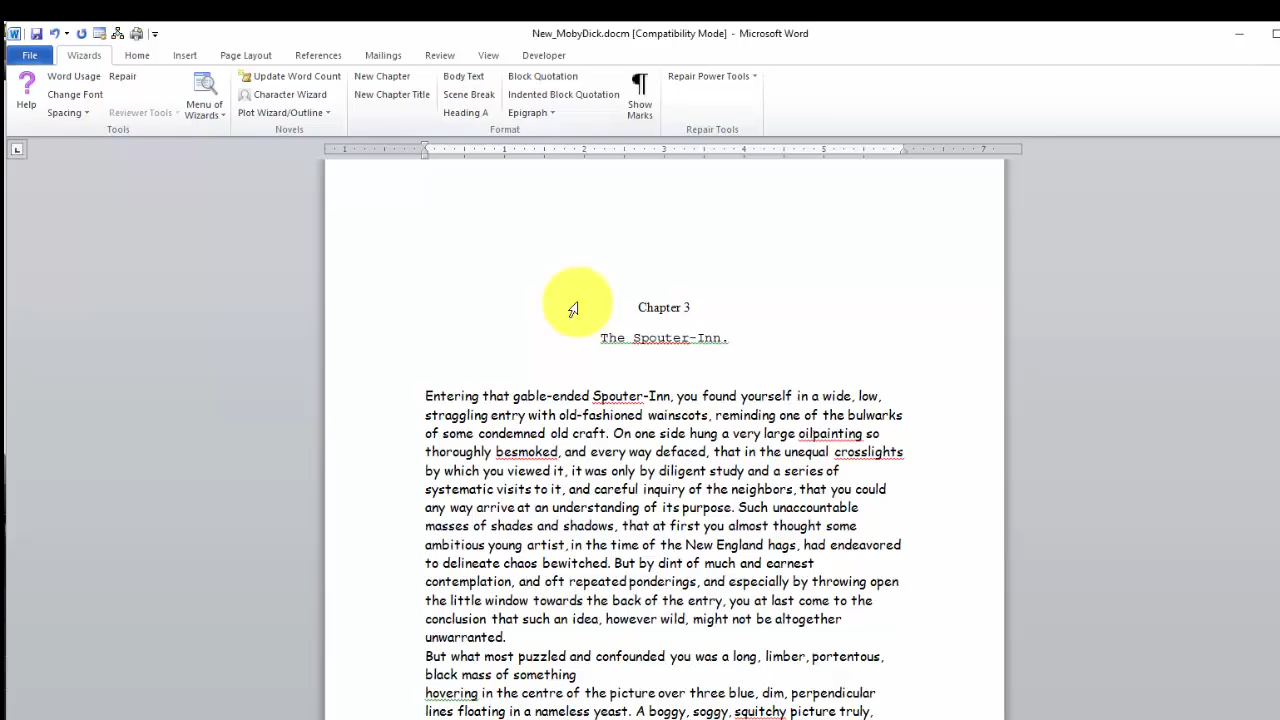 New_MobyDick.docm [Compatibility Mode] - Microsoft Word
File Wizards Home Insert Page Layout References Mailings Review View Developer
Help
Word Usage Repair
Change Font
Spacing Reviewer Tools
Menu of
Wizards
Tools
Update Word Count
Character Wizard
Plot Wizard/Outline
Novels
New Chapter Body Text Block Quotation
New Chapter Title Scene Break Indented Block Quotation
Heading A Epigraph
Show
Marks
Format
Repair Power Tools
Repair Tools
1 1 2 3 4 5 7
Chapter 3
The Spouter-Inn.
Entering that gable-ended Spouter-Inn, you found yourself in a wide, low,
straggling entry with old-fashioned wainscots, reminding one of the bulwarks
of some condemned old craft. On one side hung a very large oilpainting so
thoroughly besmoked, and every way defaced, that in the unequal crosslights
by which you viewed it, it was only by diligent study and a series of
systematic visits to it, and careful inquiry of the neighbors, that you could
any way arrive at an understanding of its purpose. Such unaccountable
masses of shades and shadows, that at first you almost thought some
ambitious young artist, in the time of the New England hags, had endeavored
to delineate chaos bewitched. But by dint of much and earnest
contemplation, and oft repeated ponderings, and especially by throwing open
the little window towards the back of the entry, you at last come to the
conclusion that such an idea, however wild, might not be altogether
unwarranted.
But what most puzzled and confounded you was a long, limber, portentous,
black mass of something
hovering in the centre of the picture over three blue, dim, perpendicular
lines floating in a nameless yeast. A boggy, soggy, squitchy picture truly,